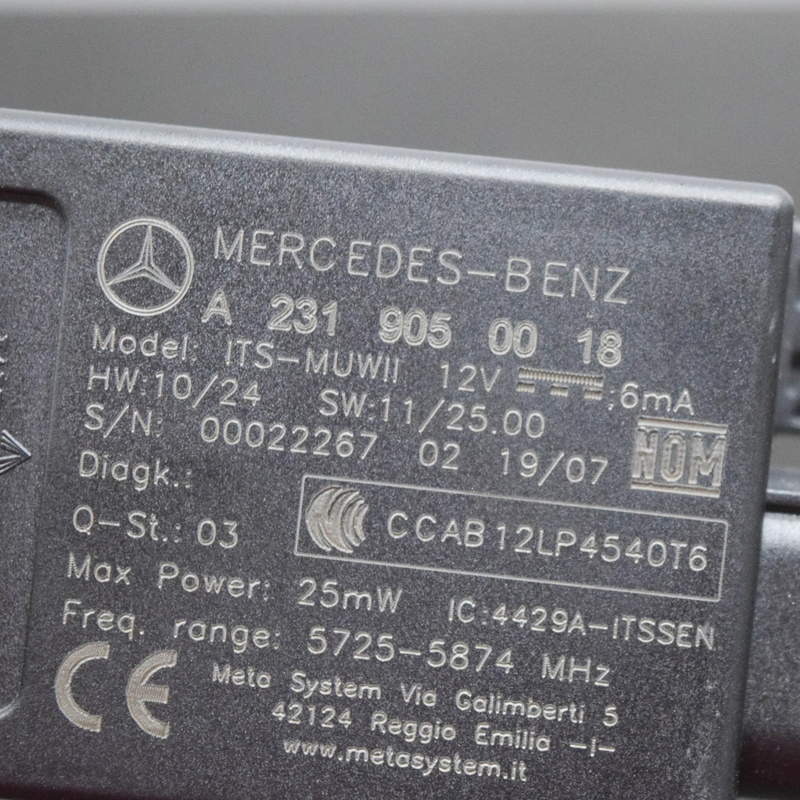 MERCEDES-BENZ
A 231 905 00 18
Model: ITS-MUWII 12V ;6mA
HW:10/24 SW:11/25.00
S/N: 00022267 02 19/07 NOM
Diagk.:
Q-St.: 03 CCAB12LP4540T6
Max Power: 25mW IC:4429A-ITSSEN
Freq. range: 5725-5874 MHz
CE Meta System Via Galimberti 5
42124 Reggio Emilia -I-
www.metasystem.it